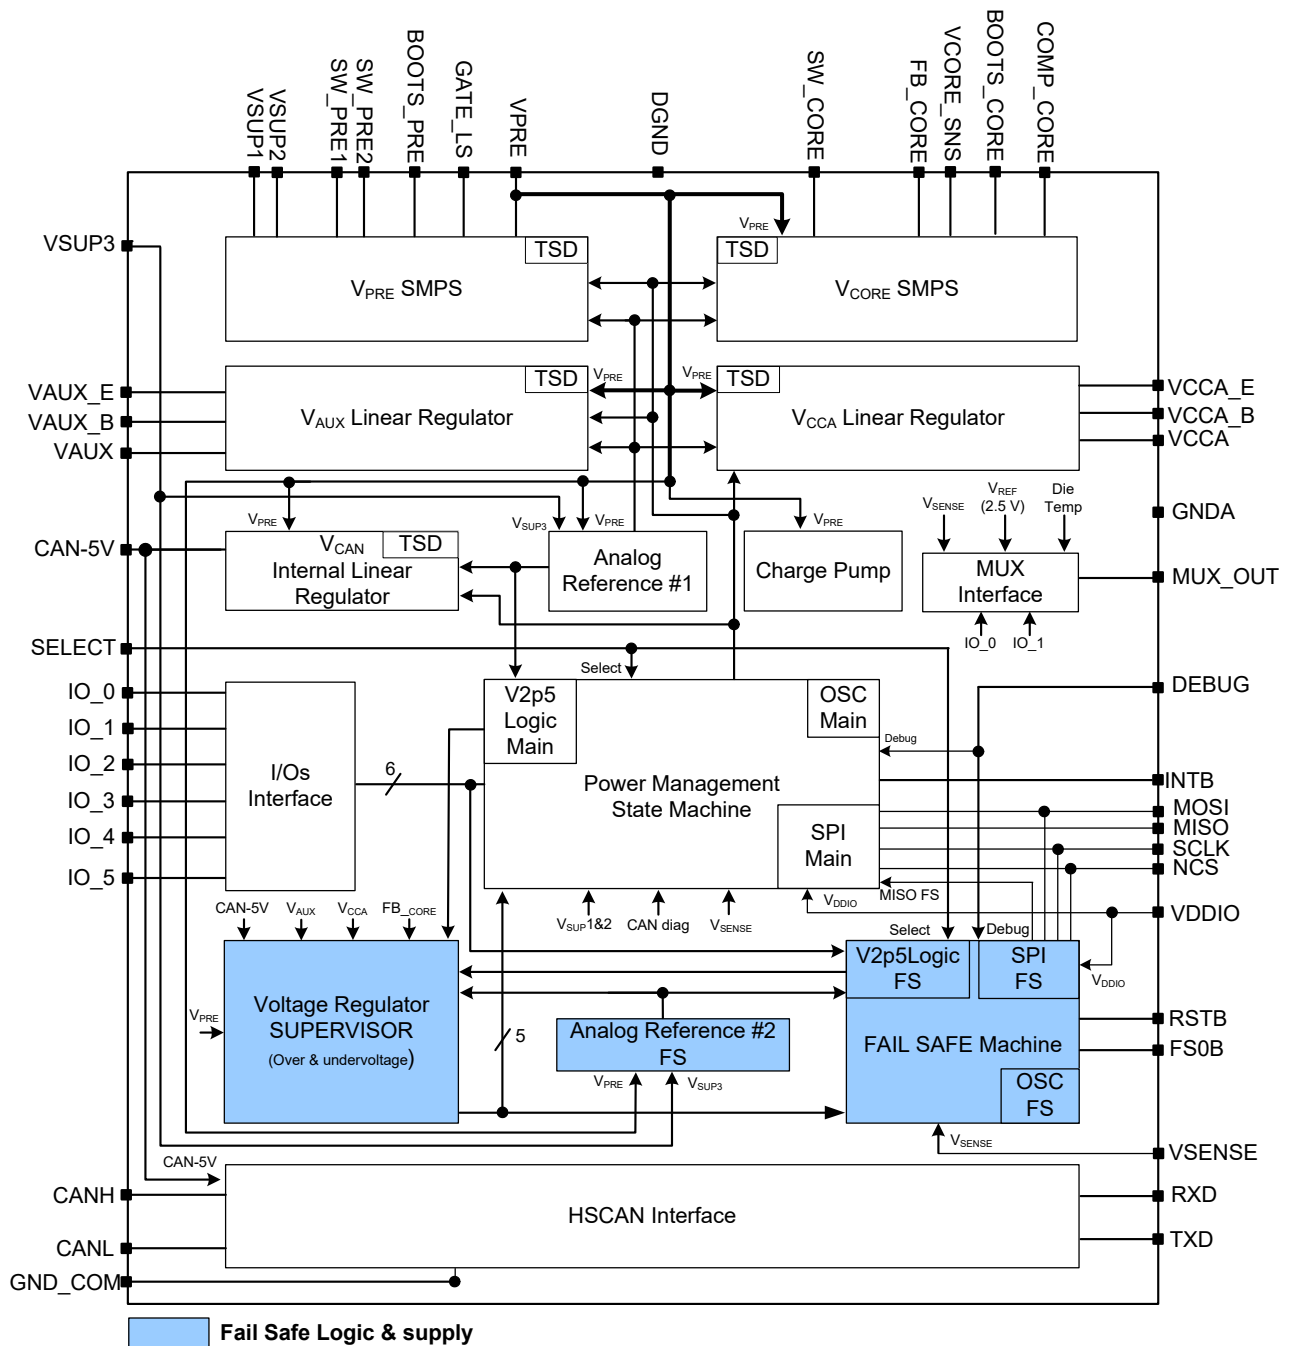 VSUP1
VSUP2
SW_PRE1
SW_PRE2
BOOTS_PRE
GATE_LS
VPRE
DGND
SW_CORE
FB_CORE
VCORE_SNS
BOOTS_CORE
COMP_CORE
VSUP3
VPRE
TSD
VPRE SMPS
TSD
VCORE SMPS
VAUX_E
VAUX_B
VAUX
TSD
VAUX Linear Regulator
VPRE
VPRE
TSD
VCCA Linear Regulator
VCCA_E
VCCA_B
VCCA
VPRE
VSUP3
VPRE
VPRE
VSENSE
VREF
(2.5 V)
Die
Temp
GNDA
CAN-5V
VCAN
TSD
Internal Linear
Regulator
Analog
Reference #1
Charge Pump
MUX
Interface
MUX_OUT
IO_0
IO_1
SELECT
Select
IO_0
IO_1
IO_2
IO_3
IO_4
IO_5
I/Os
Interface
6
V2p5
Logic
Main
OSC
Main
Power Management
State Machine
SPI
Main
Debug
DEBUG
INTB
MOSI
MISO
SCLK
NCS
MISO FS
VDDIO
VDDIO
CAN-5V
VAUX
VCCA
FB_CORE
VSUP1&2
CAN diag
VSENSE
Select
Debug
VDDIO
VPRE
Voltage Regulator
SUPERVISOR
(Over & undervoltage)
5
Analog Reference #2
FS
VPRE
VSUP3
V2p5Logic
FS
SPI
FS
FAIL SAFE Machine
OSC
FS
RSTB
FS0B
VSENSE
VSENSE
CAN-5V
CANH
CANL
GND_COM
HSCAN Interface
RXD
TXD
Fail Safe Logic & supply